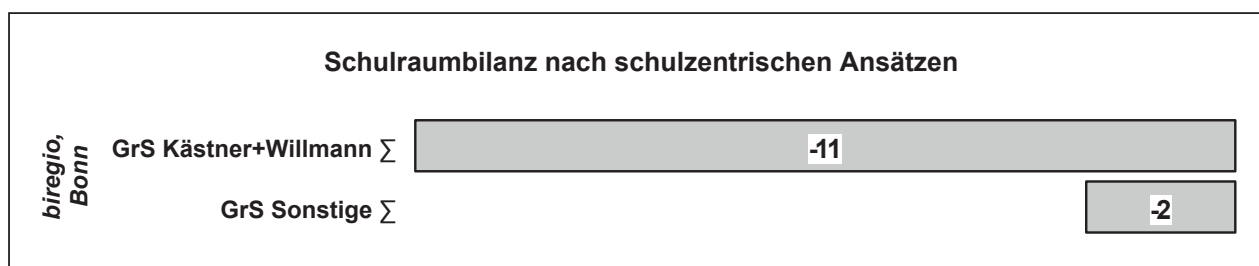 Schulraumbilanz nach schulzentrischen Ansätzen
biregio,
Bonn
GrS Kästner+Willmann ∑
-11
GrS Sonstige ∑
-2